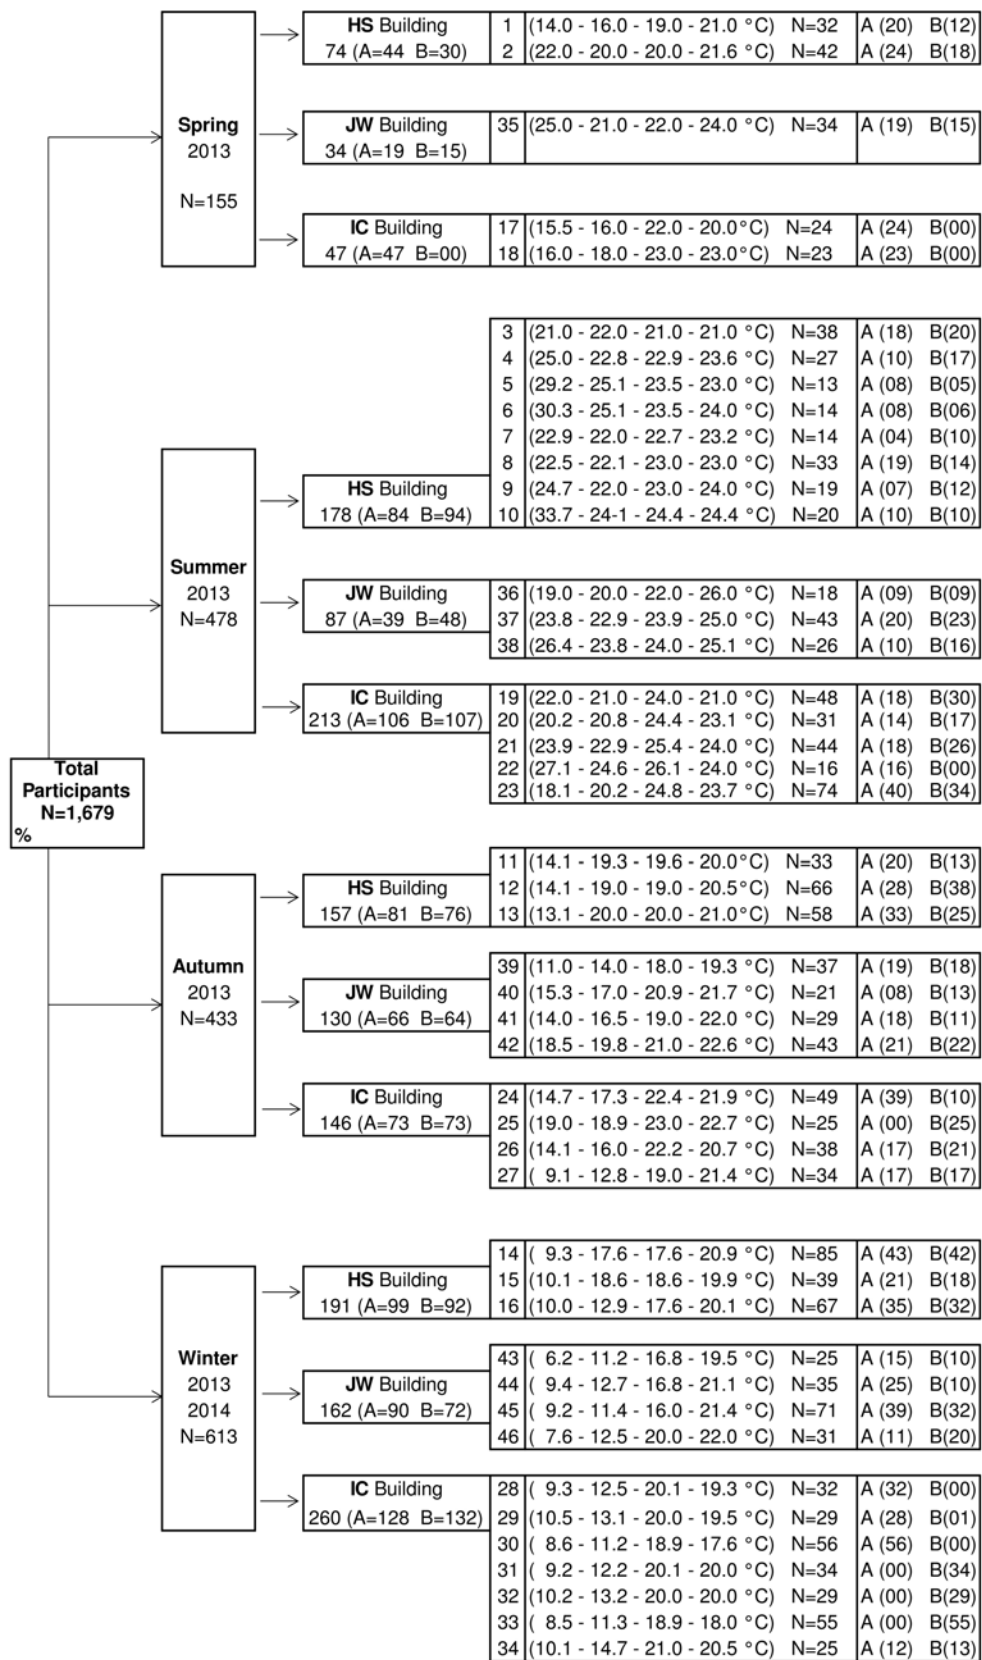 HS Building
74 (A=44 B=30)
1 (14.0 - 16.0 - 19.0 - 21.0 °C) N=32 A (20) B(12)
2 (22.0 - 20.0 - 20.0 - 21.6 °C) N=42 A (24) B(18)
Spring
2013
N=155
JW Building
34 (A=19 B=15)
35 (25.0 - 21.0 - 22.0 - 24.0 °C) N=34 A (19) B(15)
IC Building
47 (A=47 B=00)
17 (15.5 - 16.0 - 22.0 - 20.0°C) N=24 A (24) B(00)
18 (16.0 - 18.0 - 23.0 - 23.0°C) N=23 A (23) B(00)
3 (21.0 - 22.0 - 21.0 - 21.0 °C) N=38 A (18) B(20)
4 (25.0 - 22.8 - 22.9 - 23.6 °C) N=27 A (10) B(17)
5 (29.2 - 25.1 - 23.5 - 23.0 °C) N=13 A (08) B(05)
6 (30.3 - 25.1 - 23.5 - 24.0 °C) N=14 A (08) B(06)
7 (22.9 - 22.0 - 22.7 - 23.2 °C) N=14 A (04) B(10)
8 (22.5 - 22.1 - 23.0 - 23.0 °C) N=33 A (19) B(14)
9 (24.7 - 22.0 - 23.0 - 24.0 °C) N=19 A (07) B(12)
10 (33.7 - 24-1 - 24.4 - 24.4 °C) N=20 A (10) B(10)
HS Building
178 (A=84 B=94)
Summer
2013
N=478
JW Building
87 (A=39 B=48)
36 (19.0 - 20.0 - 22.0 - 26.0 °C) N=18 A (09) B(09)
37 (23.8 - 22.9 - 23.9 - 25.0 °C) N=43 A (20) B(23)
38 (26.4 - 23.8 - 24.0 - 25.1 °C) N=26 A (10) B(16)
IC Building
213 (A=106 B=107)
19 (22.0 - 21.0 - 24.0 - 21.0 °C) N=48 A (18) B(30)
20 (20.2 - 20.8 - 24.4 - 23.1 °C) N=31 A (14) B(17)
21 (23.9 - 22.9 - 25.4 - 24.0 °C) N=44 A (18) B(26)
22 (27.1 - 24.6 - 26.1 - 24.0 °C) N=16 A (16) B(00)
23 (18.1 - 20.2 - 24.8 - 23.7 °C) N=74 A (40) B(34)
Total
Participants
N=1,679
%
HS Building
157 (A=81 B=76)
11 (14.1 - 19.3 - 19.6 - 20.0°C) N=33 A (20) B(13)
12 (14.1 - 19.0 - 19.0 - 20.5°C) N=66 A (28) B(38)
13 (13.1 - 20.0 - 20.0 - 21.0°C) N=58 A (33) B(25)
Autumn
2013
N=433
JW Building
130 (A=66 B=64)
39 (11.0 - 14.0 - 18.0 - 19.3 °C) N=37 A (19) B(18)
40 (15.3 - 17.0 - 20.9 - 21.7 °C) N=21 A (08) B(13)
41 (14.0 - 16.5 - 19.0 - 22.0 °C) N=29 A (18) B(11)
42 (18.5 - 19.8 - 21.0 - 22.6 °C) N=43 A (21) B(22)
IC Building
146 (A=73 B=73)
24 (14.7 - 17.3 - 22.4 - 21.9 °C) N=49 A (39) B(10)
25 (19.0 - 18.9 - 23.0 - 22.7 °C) N=25 A (00) B(25)
26 (14.1 - 16.0 - 22.2 - 20.7 °C) N=38 A (17) B(21)
27 ( 9.1 - 12.8 - 19.0 - 21.4 °C) N=34 A (17) B(17)
HS Building
191 (A=99 B=92)
14 ( 9.3 - 17.6 - 17.6 - 20.9 °C) N=85 A (43) B(42)
15 (10.1 - 18.6 - 18.6 - 19.9 °C) N=39 A (21) B(18)
16 (10.0 - 12.9 - 17.6 - 20.1 °C) N=67 A (35) B(32)
Winter
2013
2014
N=613
JW Building
162 (A=90 B=72)
43 ( 6.2 - 11.2 - 16.8 - 19.5 °C) N=25 A (15) B(10)
44 ( 9.4 - 12.7 - 16.8 - 21.1 °C) N=35 A (25) B(10)
45 ( 9.2 - 11.4 - 16.0 - 21.4 °C) N=71 A (39) B(32)
46 ( 7.6 - 12.5 - 20.0 - 22.0 °C) N=31 A (11) B(20)
IC Building
260 (A=128 B=132)
28 ( 9.3 - 12.5 - 20.1 - 19.3 °C) N=32 A (32) B(00)
29 (10.5 - 13.1 - 20.0 - 19.5 °C) N=29 A (28) B(01)
30 ( 8.6 - 11.2 - 18.9 - 17.6 °C) N=56 A (56) B(00)
31 ( 9.2 - 12.2 - 20.1 - 20.0 °C) N=34 A (00) B(34)
32 (10.2 - 13.2 - 20.0 - 20.0 °C) N=29 A (00) B(29)
33 ( 8.5 - 11.3 - 18.9 - 18.0 °C) N=55 A (00) B(55)
34 (10.1 - 14.7 - 21.0 - 20.5 °C) N=25 A (12) B(13)